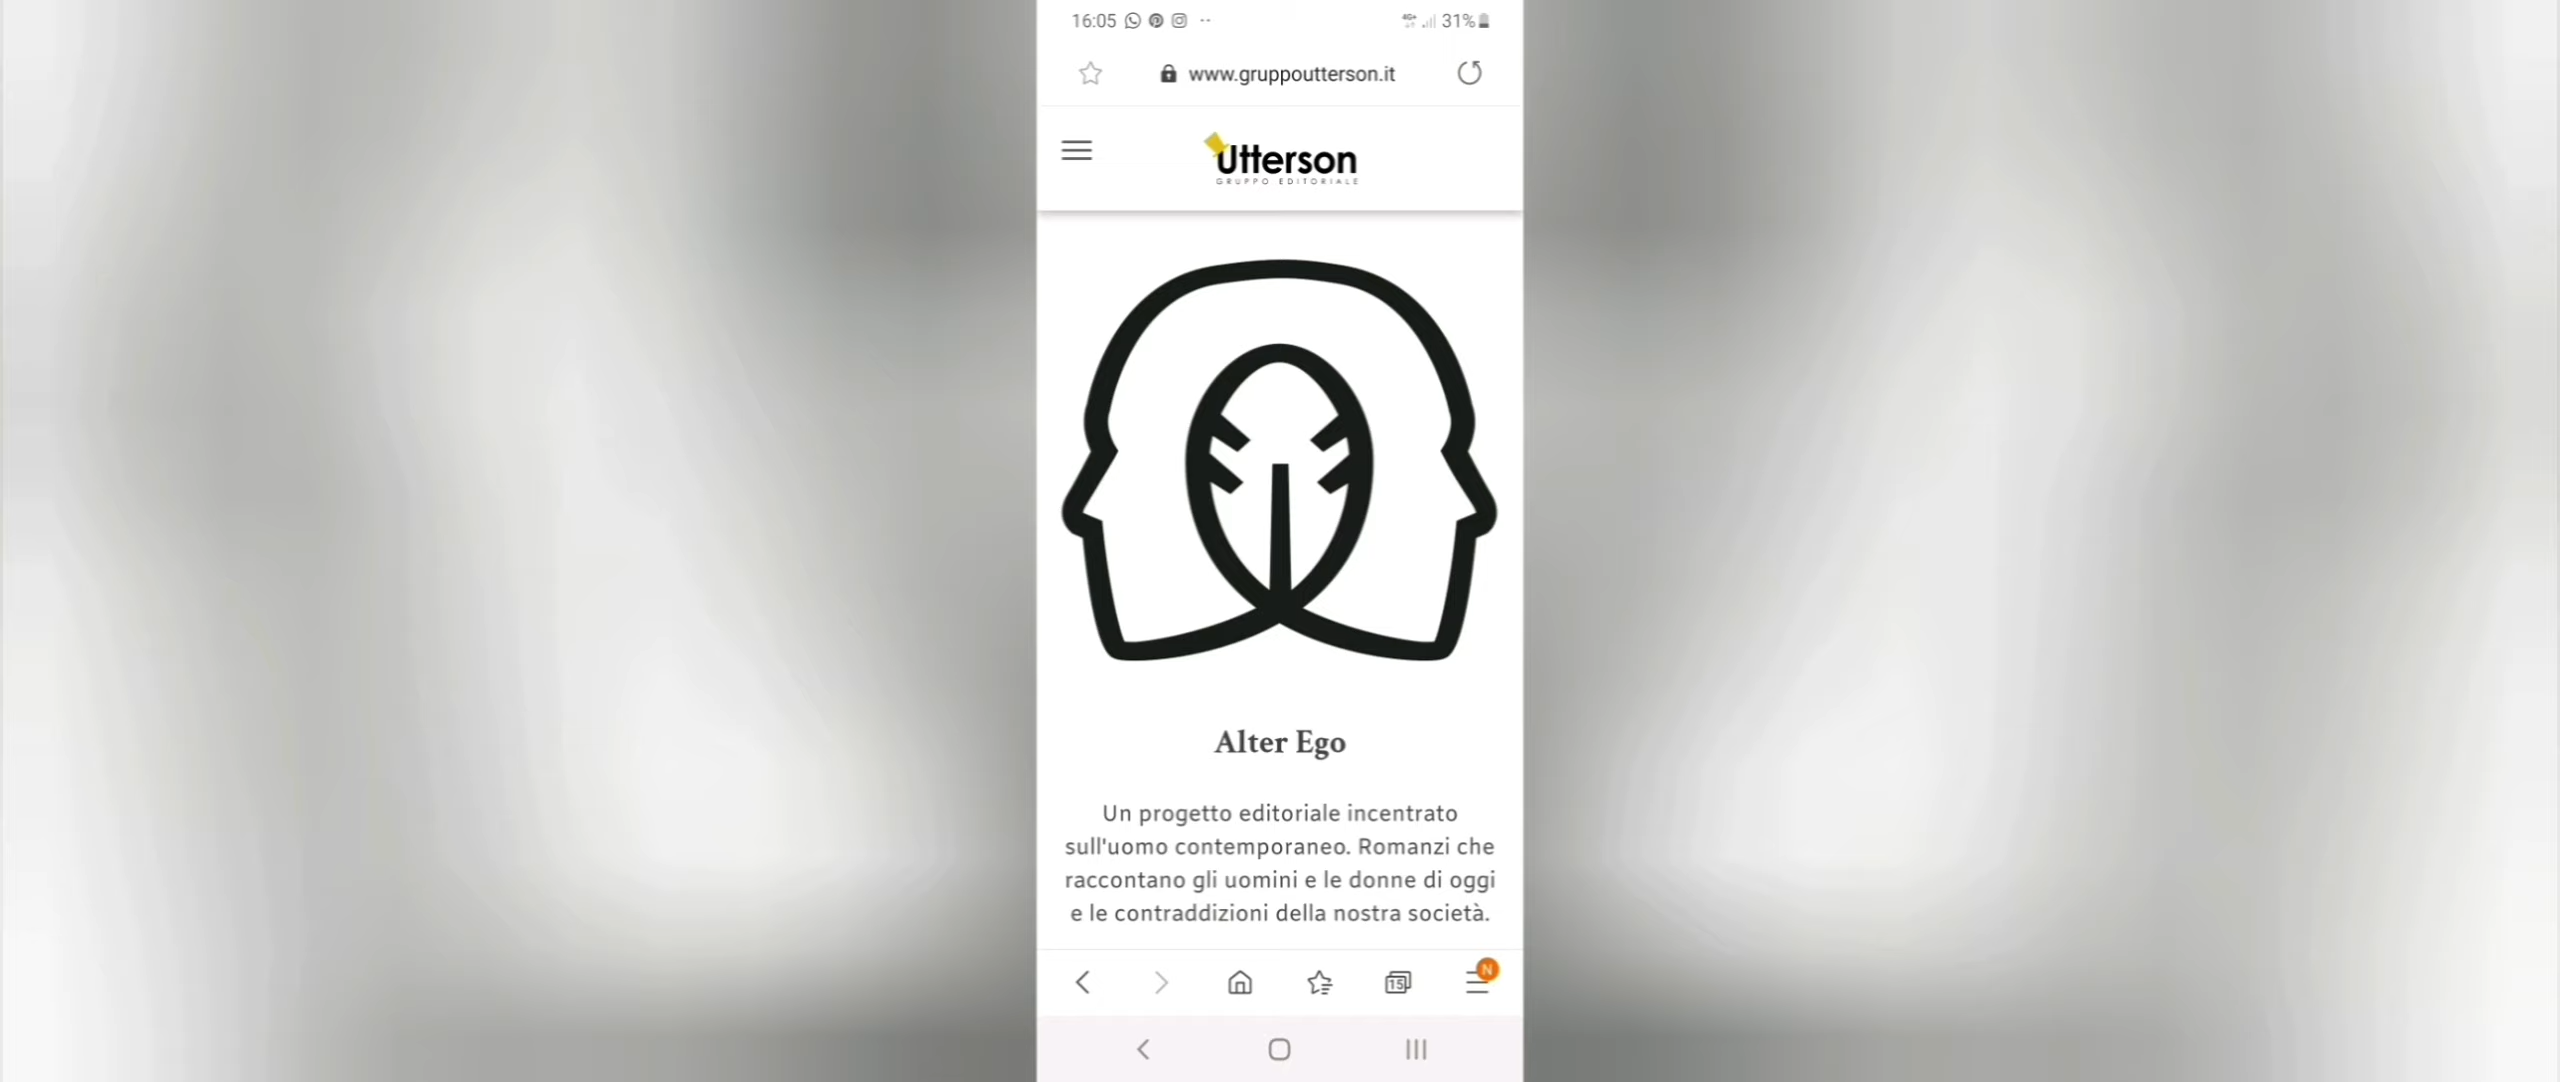 16:05
4G+
31%
www.gruppoutterson.it
Utterson
GRUPPO EDITORIALE
Alter Ego
Un progetto editoriale incentrato
sull'uomo contemporaneo. Romanzi che
raccontano gli uomini e le donne di oggi
e le contraddizioni della nostra società.
15
N